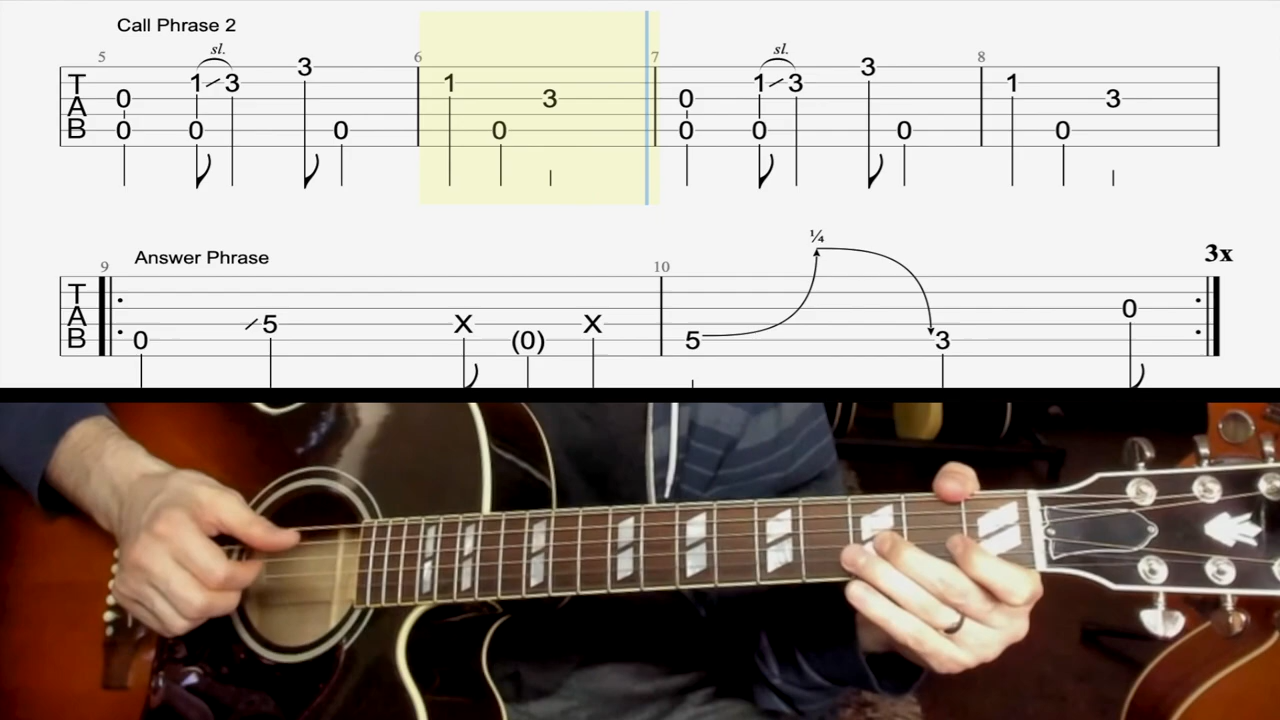 Call Phrase 2
5 sl. 6 7 sl. 8
3 3
T 1 3 1 1 3 1
A 0 3 0 3
B 0 0 0 0 0 0 0 0
Answer Phrase
9 10 ¼ 3x
T
A 0
5 X X
B 0 (0) 5 3